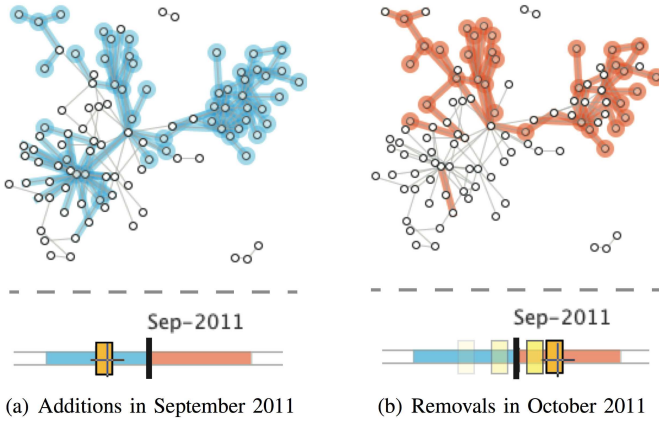 Sep-2011
Sep-2011
(a) Additions in September 2011
(b) Removals in October 2011